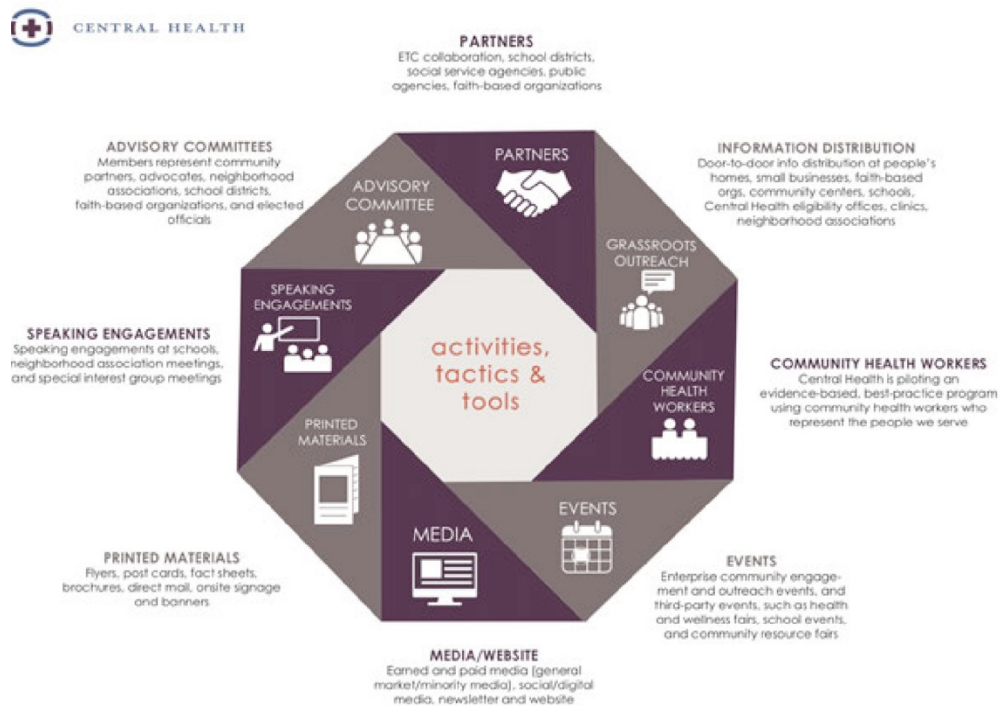 CENTRAL HEALTH
PARTNERS
ETC collaboration, school districts,
social service agencies, public
agencies, faith-based organizations
ADVISORY COMMITTEES
Members represent community
partners, advocates, neighborhood
associations, school districts,
faith-based organizations, and elected
officials
INFORMATION DISTRIBUTION
Door-to-door info distribution at people's
homes, small businesses, faith-based
orgs, community centers, schools,
Central Health eligibility offices, clinics,
neighborhood associations
PARTNERS
ADVISORY
COMMITTEE
GRASSROOTS
OUTREACH
SPEAKING
ENGAGEMENTS
activities,
tactics &
tools
COMMUNITY
HEALTH
WORKERS
PRINTED
MATERIALS
EVENTS
MEDIA
SPEAKING ENGAGEMENTS
Speaking engagements at schools,
neighborhood association meetings,
and special interest group meetings
COMMUNITY HEALTH WORKERS
Central Health is piloting an
evidence-based, best-practice program
using community health workers who
represent the people we serve
PRINTED MATERIALS
Flyers, post cards, fact sheets,
brochures, direct mail, onsite signage
and banners
EVENTS
Enterprise community engage-
ment and outreach events, and
third-party events, such as health
and wellness fairs, school events,
and community resource fairs
MEDIA/WEBSITE
Earned and paid media (general
market/minority media), social/digital
media, newsletter and website